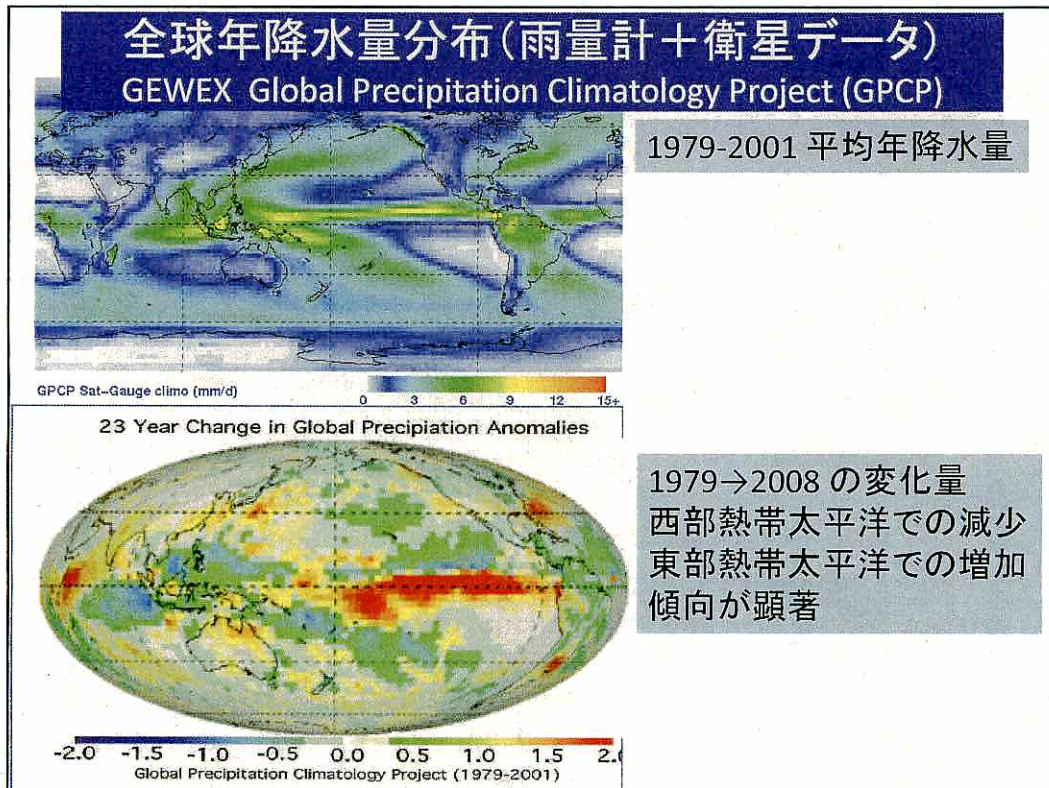 全球年降水量分布(雨量計＋衛星データ)
GEWEX Global Precipitation Climatology Project (GPCP)
1979-2001 平均年降水量
GPCP Sat-Gauge climo (mm/d)
0 3 6 9 12 15+
23 Year Change in Global Precipiation Anomalies
1979→2008 の変化量
西部熱帯太平洋での減少
東部熱帯太平洋での増加
傾向が顕著
-2.0 -1.5 -1.0 -0.5 0.0 0.5 1.0 1.5 2.
Global Precipitation Climatology Project (1979-2001)